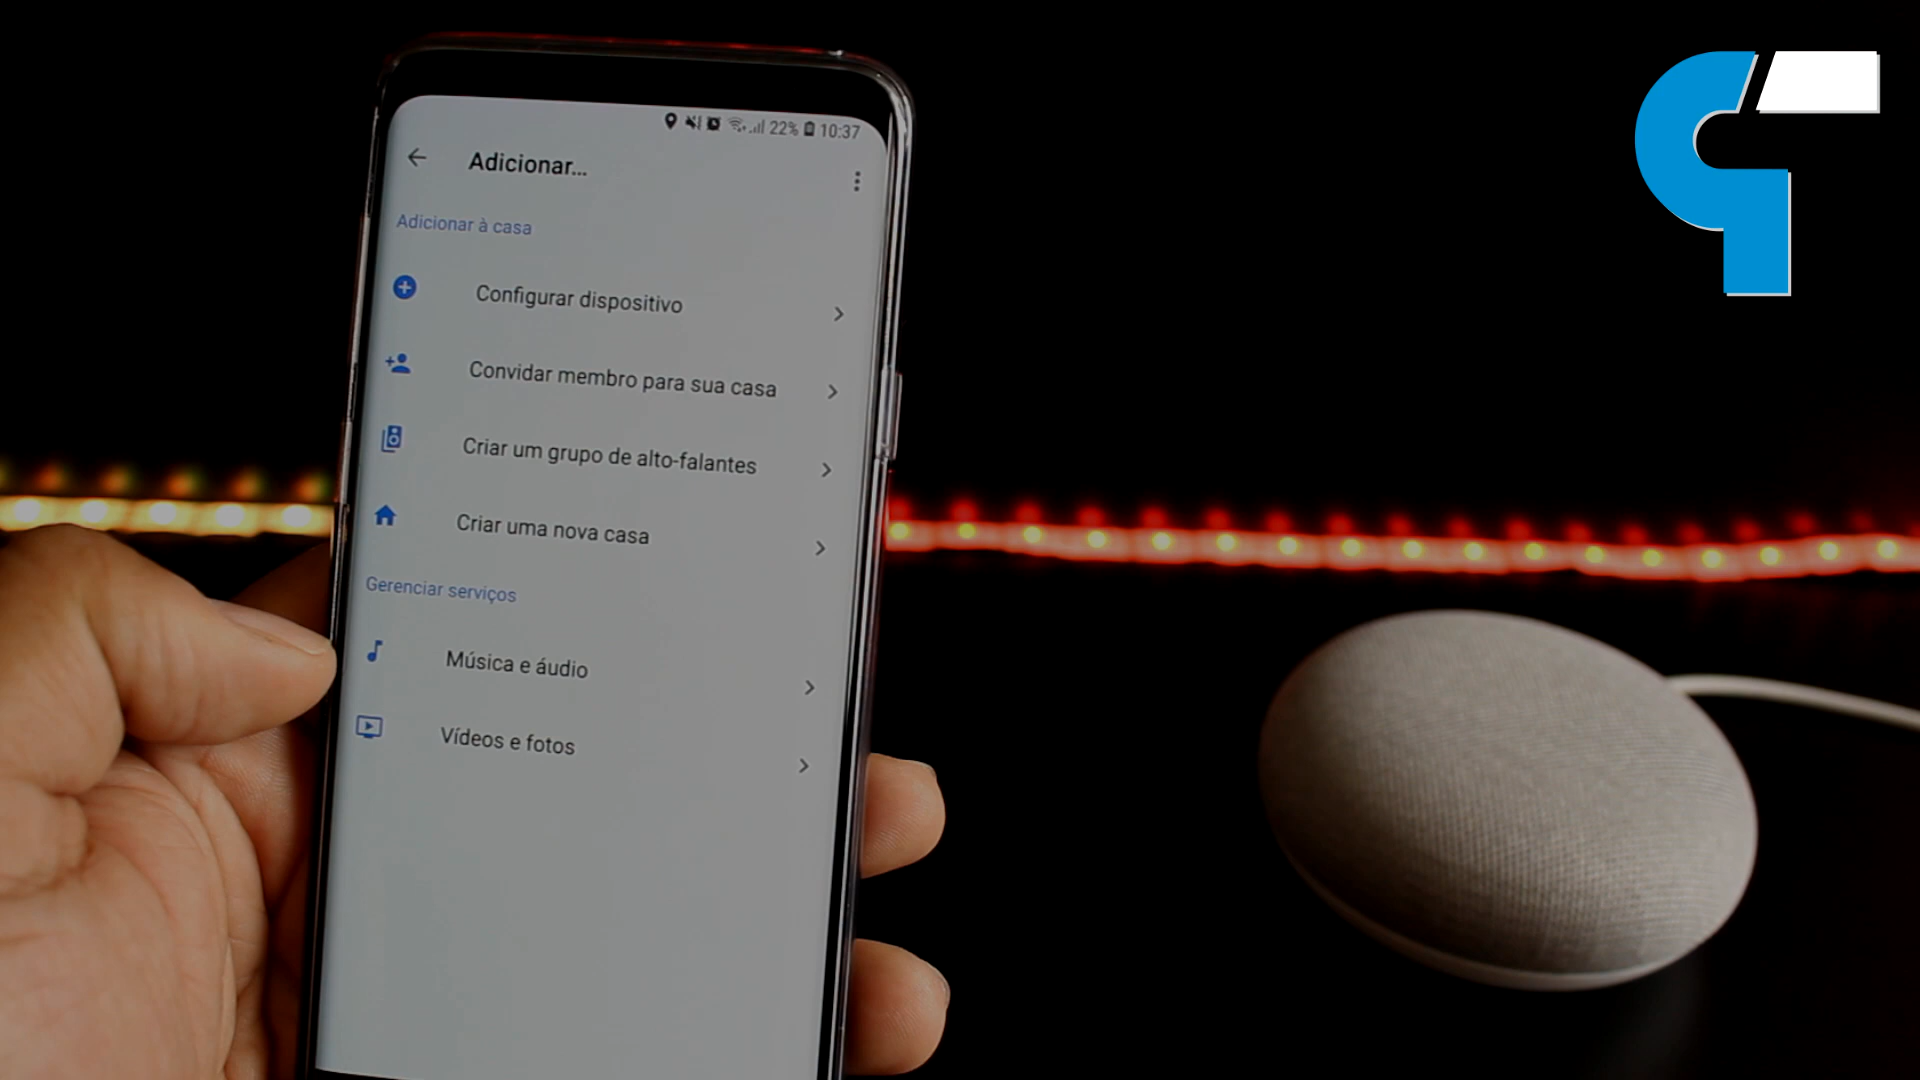 22% 10:37
Adicionar...
Adicionar à casa
Configurar dispositivo
Convidar membro para sua casa
Criar um grupo de alto-falantes
Criar uma nova casa
Gerenciar serviços
Música e áudio
Vídeos e fotos